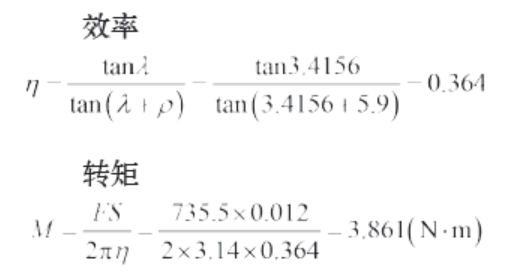 效率
η = tanλ / tan(λ + ρ) = tan3.4156 / tan(3.4156 + 5.9) = 0.364
转矩
M = FS / 2πη = 735.5×0.012 / 2×3.14×0.364 = 3.861(N·m)